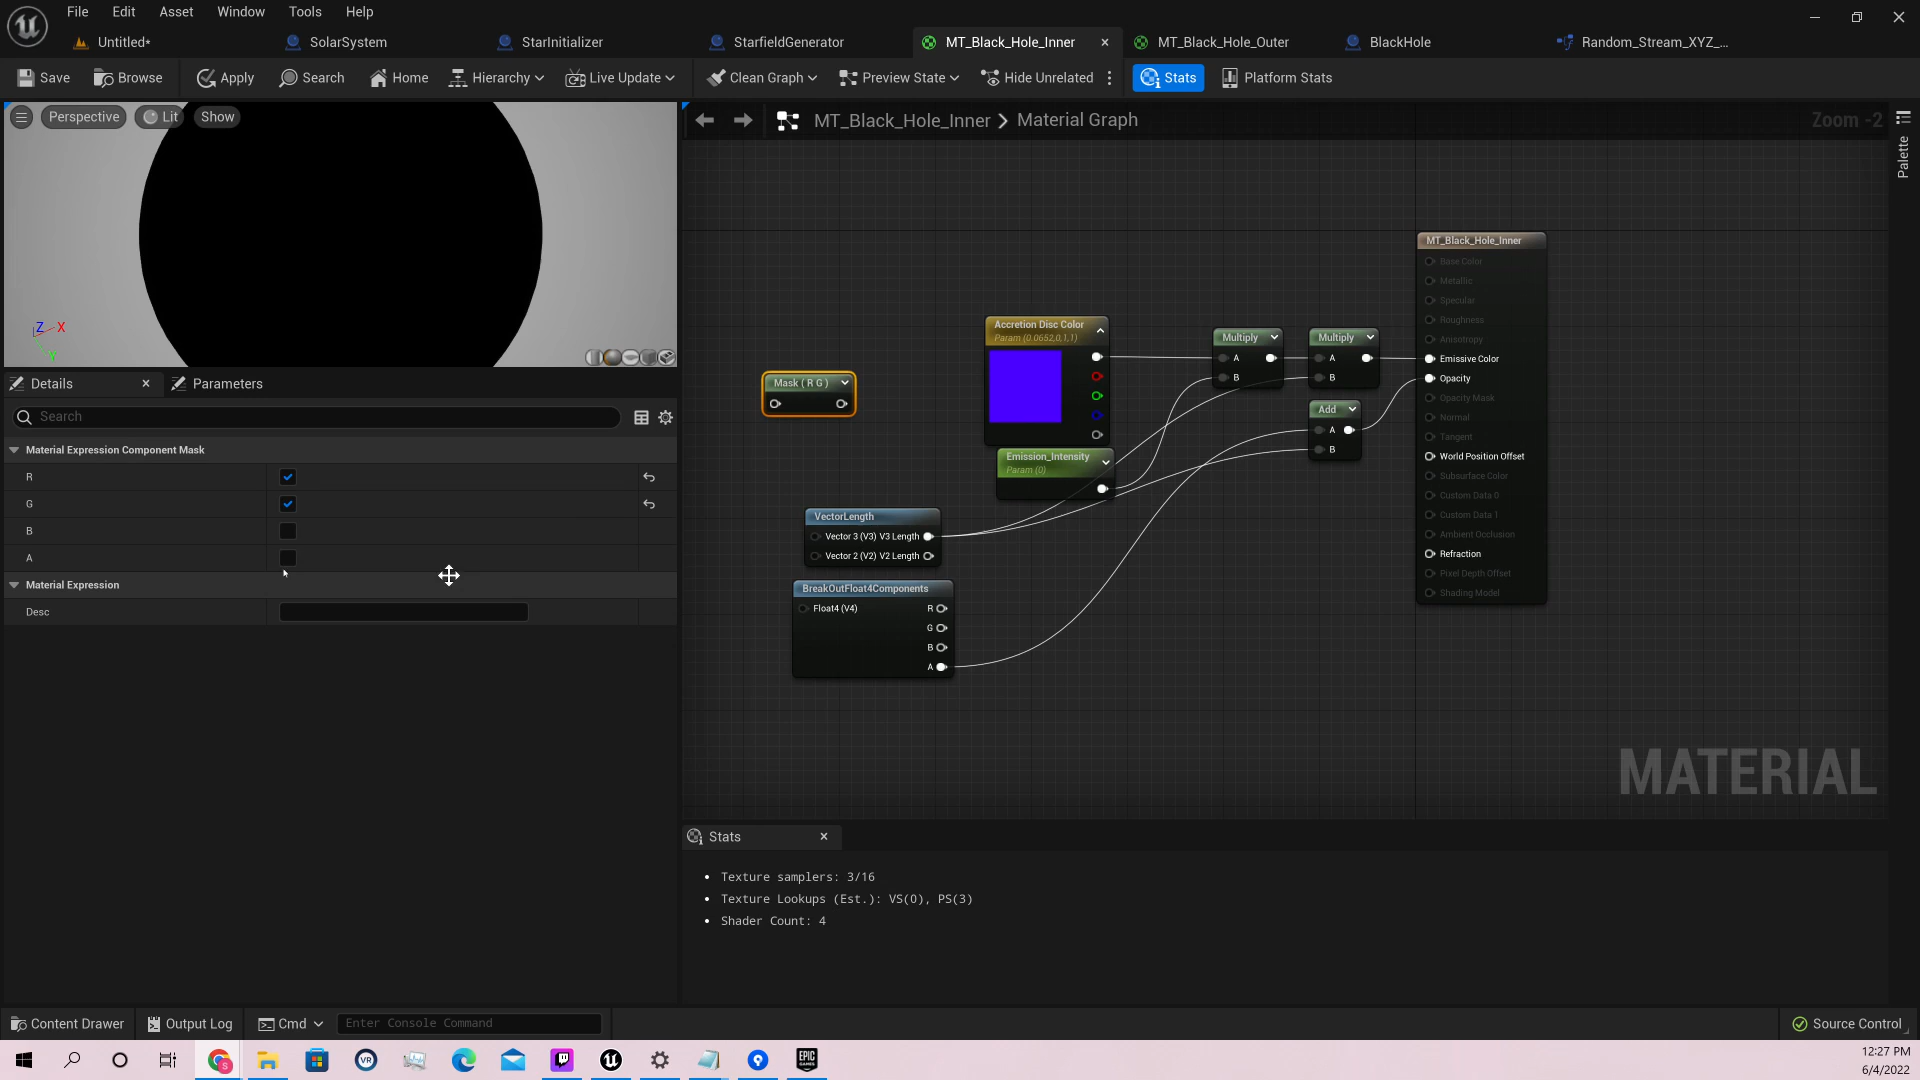 File Edit Asset Window Tools Help
Untitled* SolarSystem StarInitializer StarfieldGenerator MT_Black_Hole_Inner MT_Black_Hole_Outer BlackHole Random_Stream_XYZ_...
Save Browse Apply Search Home Hierarchy Live Update Clean Graph Preview State Hide Unrelated Stats Platform Stats
Perspective Lit Show
Z X
Y
MT_Black_Hole_Inner > Material Graph
Zoom -2
Palette
Details Parameters
Search
Material Expression Component Mask
R
G
B
A
Material Expression
Desc
Mask ( R G )
Accretion Disc Color
Param (0.0652,0,1,1)
Emission_Intensity
Param (0)
VectorLength
Vector 3 (V3) V3 Length
Vector 2 (V2) V2 Length
BreakOutFloat4Components
Float4 (V4) R
G
B
A
Multiply
A
B
Multiply
A
B
Add
A
B
MT_Black_Hole_Inner
Base Color
Metallic
Specular
Roughness
Anisotropy
Emissive Color
Opacity
Opacity Mask
Normal
Tangent
World Position Offset
Subsurface Color
Custom Data 0
Custom Data 1
Ambient Occlusion
Refraction
Pixel Depth Offset
Shading Model
MATERIAL
Stats
Texture samplers: 3/16
Texture Lookups (Est.): VS(0), PS(3)
Shader Count: 4
Content Drawer Output Log Cmd Enter Console Command Source Control
VR
EPIC GAMES
12:27 PM
6/4/2022